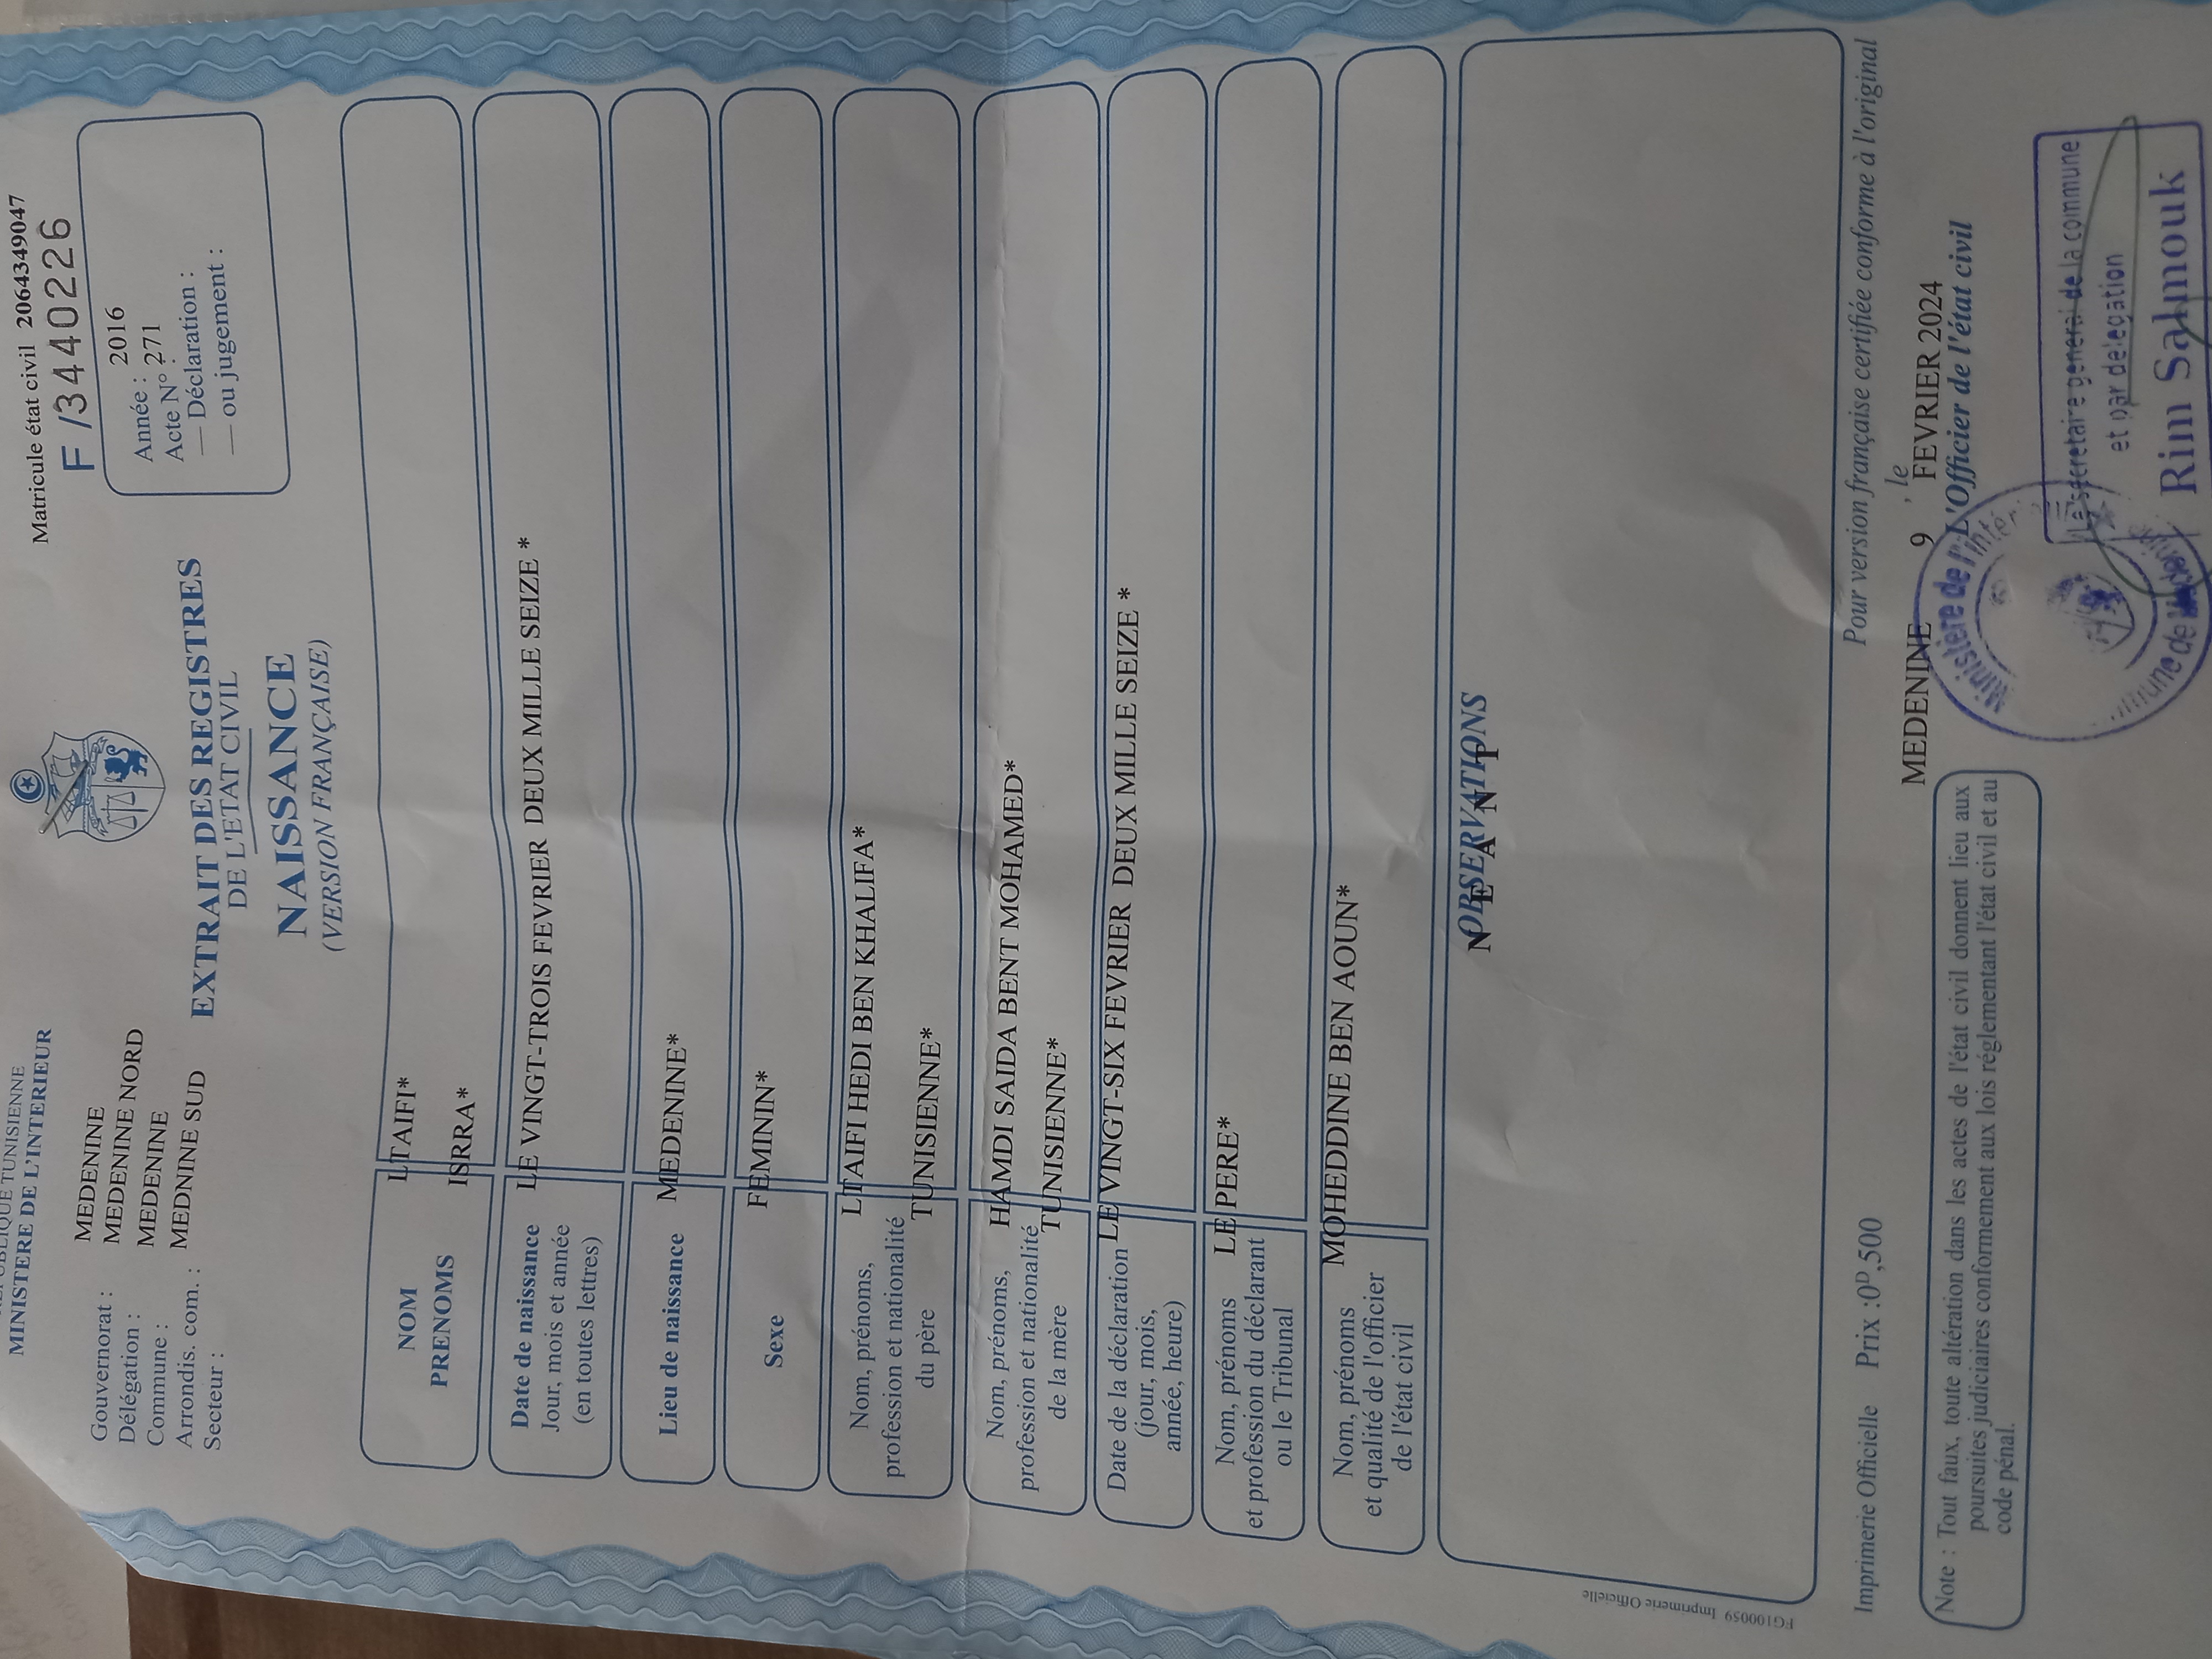 REPUBLIQUE TUNISIENNE
MINISTERE DE L'INTERIEUR
Gouvernorat : MEDENINE
Délégation : MEDENINE NORD
Commune : MEDENINE
Arrondis. com. : MEDNINE SUD
Secteur :
EXTRAIT DES REGISTRES
DE L'ETAT CIVIL
NAISSANCE
(VERSION FRANÇAISE)
Matricule état civil 2064349047
F /3440226
Année : 2016
Acte N° : 271
— Déclaration :
— ou jugement :
NOM LTAIFI*
PRENOMS ISRRA*
Date de naissance
Jour, mois et année
(en toutes lettres)
LE VINGT-TROIS FEVRIER DEUX MILLE SEIZE *
Lieu de naissance MEDENINE*
Sexe FEMININ*
Nom, prénoms,
profession et nationalité
du père
LTAIFI HEDI BEN KHALIFA*
TUNISIENNE*
Nom, prénoms,
profession et nationalité
de la mère
HAMDI SAIDA BENT MOHAMED*
TUNISIENNE*
Date de la déclaration
(jour, mois,
année, heure)
LE VINGT-SIX FEVRIER DEUX MILLE SEIZE *
Nom, prénoms
et profession du déclarant
ou le Tribunal
LE PERE*
Nom, prénoms
et qualité de l'officier
de l'état civil
MOHEDDINE BEN AOUN*
OBSERVATIONS
N E A N T
FG100059 Imprimerie Officielle
Imprimerie Officielle Prix :0ᴰ,500
Pour version française certifiée conforme à l'original
MEDENINE , le 9 FEVRIER 2024
L'Officier de l'état civil
Note : Tout faux, toute altération dans les actes de l'état civil donnent lieu aux
poursuites judiciaires conformement aux lois réglementant l'état civil et au
code pénal.
Ministère de l'Intér
mune de
Le secretaire general de la commune
et par delegation
Rim Salmouk